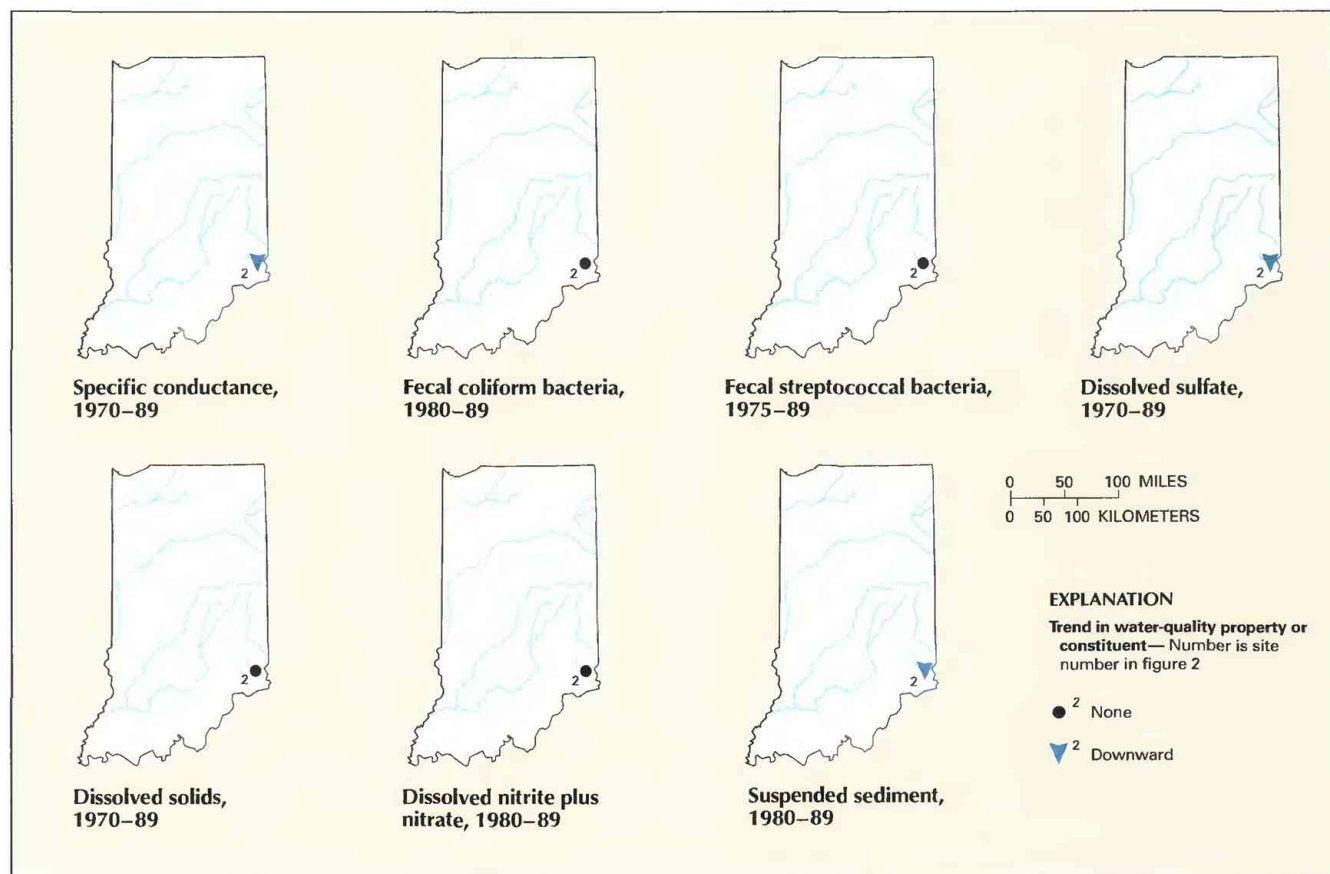 2
Specific conductance,
1970–89
2
Fecal coliform bacteria,
1980–89
2
Fecal streptococcal bacteria,
1975–89
2
Dissolved sulfate,
1970–89
2
Dissolved solids,
1970–89
2
Dissolved nitrite plus
nitrate, 1980–89
2
Suspended sediment,
1980–89
0 50 100 MILES
0 50 100 KILOMETERS
EXPLANATION
Trend in water-quality property or
constituent— Number is site
number in figure 2
2 None
2 Downward